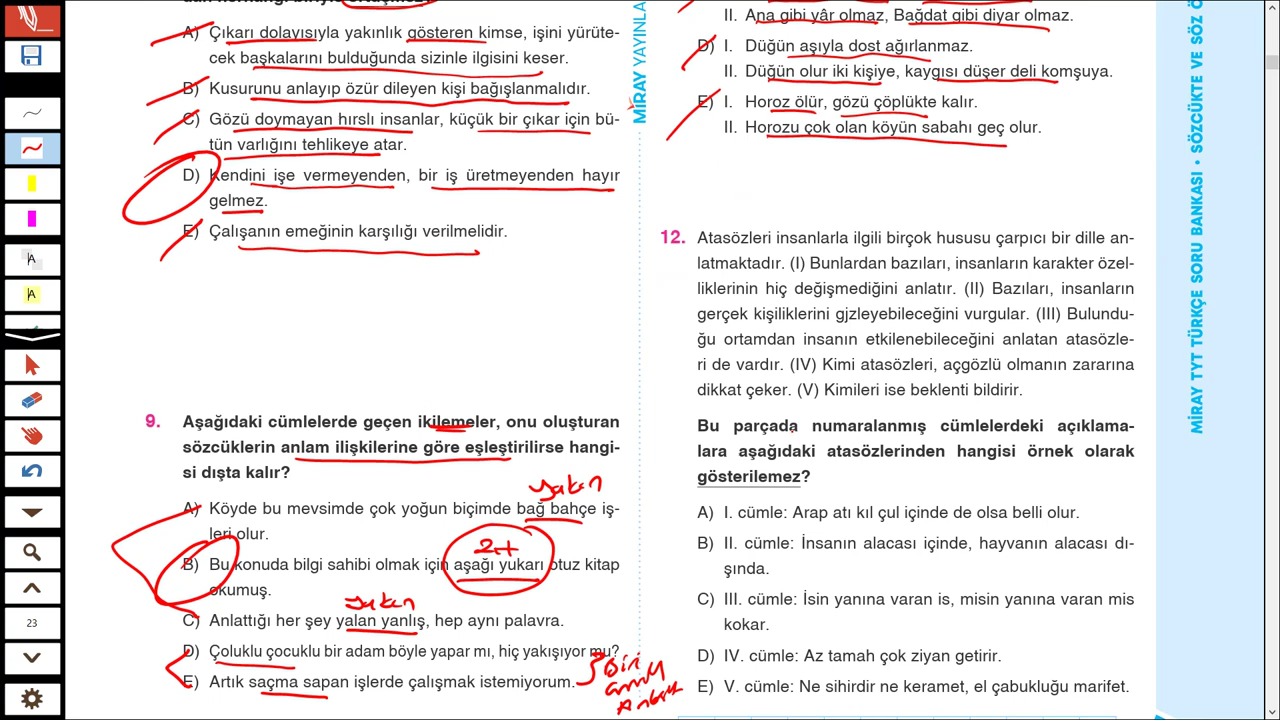 A) Çıkarı dolayısıyla yakınlık gösteren kimse, işini yürüte-
cek başkalarını bulduğunda sizinle ilgisini keser.
B) Kusurunu anlayıp özür dileyen kişi bağışlanmalıdır.
C) Gözü doymayan hırslı insanlar, küçük bir çıkar için bü-
tün varlığını tehlikeye atar.
D) Kendini işe vermeyenden, bir iş üretmeyenden hayır
gelmez.
E) Çalışanın emeğinin karşılığı verilmelidir.
9. Aşağıdaki cümlelerde geçen ikilemeler, onu oluşturan
sözcüklerin anlam ilişkilerine göre eşleştirilirse hangi-
si dışta kalır?
yakın
A) Köyde bu mevsimde çok yoğun biçimde bağ bahçe iş-
leri olur.
B) Bu konuda bilgi sahibi olmak için aşağı yukarı otuz kitap
okumuş.
yakın
C) Anlattığı her şey yalan yanlış, hep aynı palavra.
D) Çoluklu çocuklu bir adam böyle yapar mı, hiç yakışıyor mu?
E) Artık saçma sapan işlerde çalışmak istemiyorum.
Biri
MİRAY YAYINLA
II. Ana gibi yâr olmaz, Bağdat gibi diyar olmaz.
D) I. Düğün aşıyla dost ağırlanmaz.
II. Düğün olur iki kişiye, kaygısı düşer deli komşuya.
E) I. Horoz ölür, gözü çöplükte kalır.
II. Horozu çok olan köyün sabahı geç olur.
12. Atasözleri insanlarla ilgili birçok hususu çarpıcı bir dille an-
latmaktadır. (I) Bunlardan bazıları, insanların karakter özel-
liklerinin hiç değişmediğini anlatır. (II) Bazıları, insanların
gerçek kişiliklerini gizleyebileceğini vurgular. (III) Bulundu-
ğu ortamdan insanın etkilenebileceğini anlatan atasözle-
ri de vardır. (IV) Kimi atasözleri, açgözlü olmanın zararına
dikkat çeker. (V) Kimileri ise beklenti bildirir.
Bu parçada numaralanmış cümlelerdeki açıklama-
lara aşağıdaki atasözlerinden hangisi örnek olarak
gösterilemez?
A) I. cümle: Arap atı kıl çul içinde de olsa belli olur.
B) II. cümle: İnsanın alacası içinde, hayvanın alacası dı-
şında.
C) III. cümle: İsin yanına varan is, misin yanına varan mis
kokar.
D) IV. cümle: Az tamah çok ziyan getirir.
E) V. cümle: Ne sihirdir ne keramet, el çabukluğu marifet.
MİRAY TYT TÜRKÇE SORU BANKASI • SÖZCÜKTE VE SÖZ Ö
A
A
23